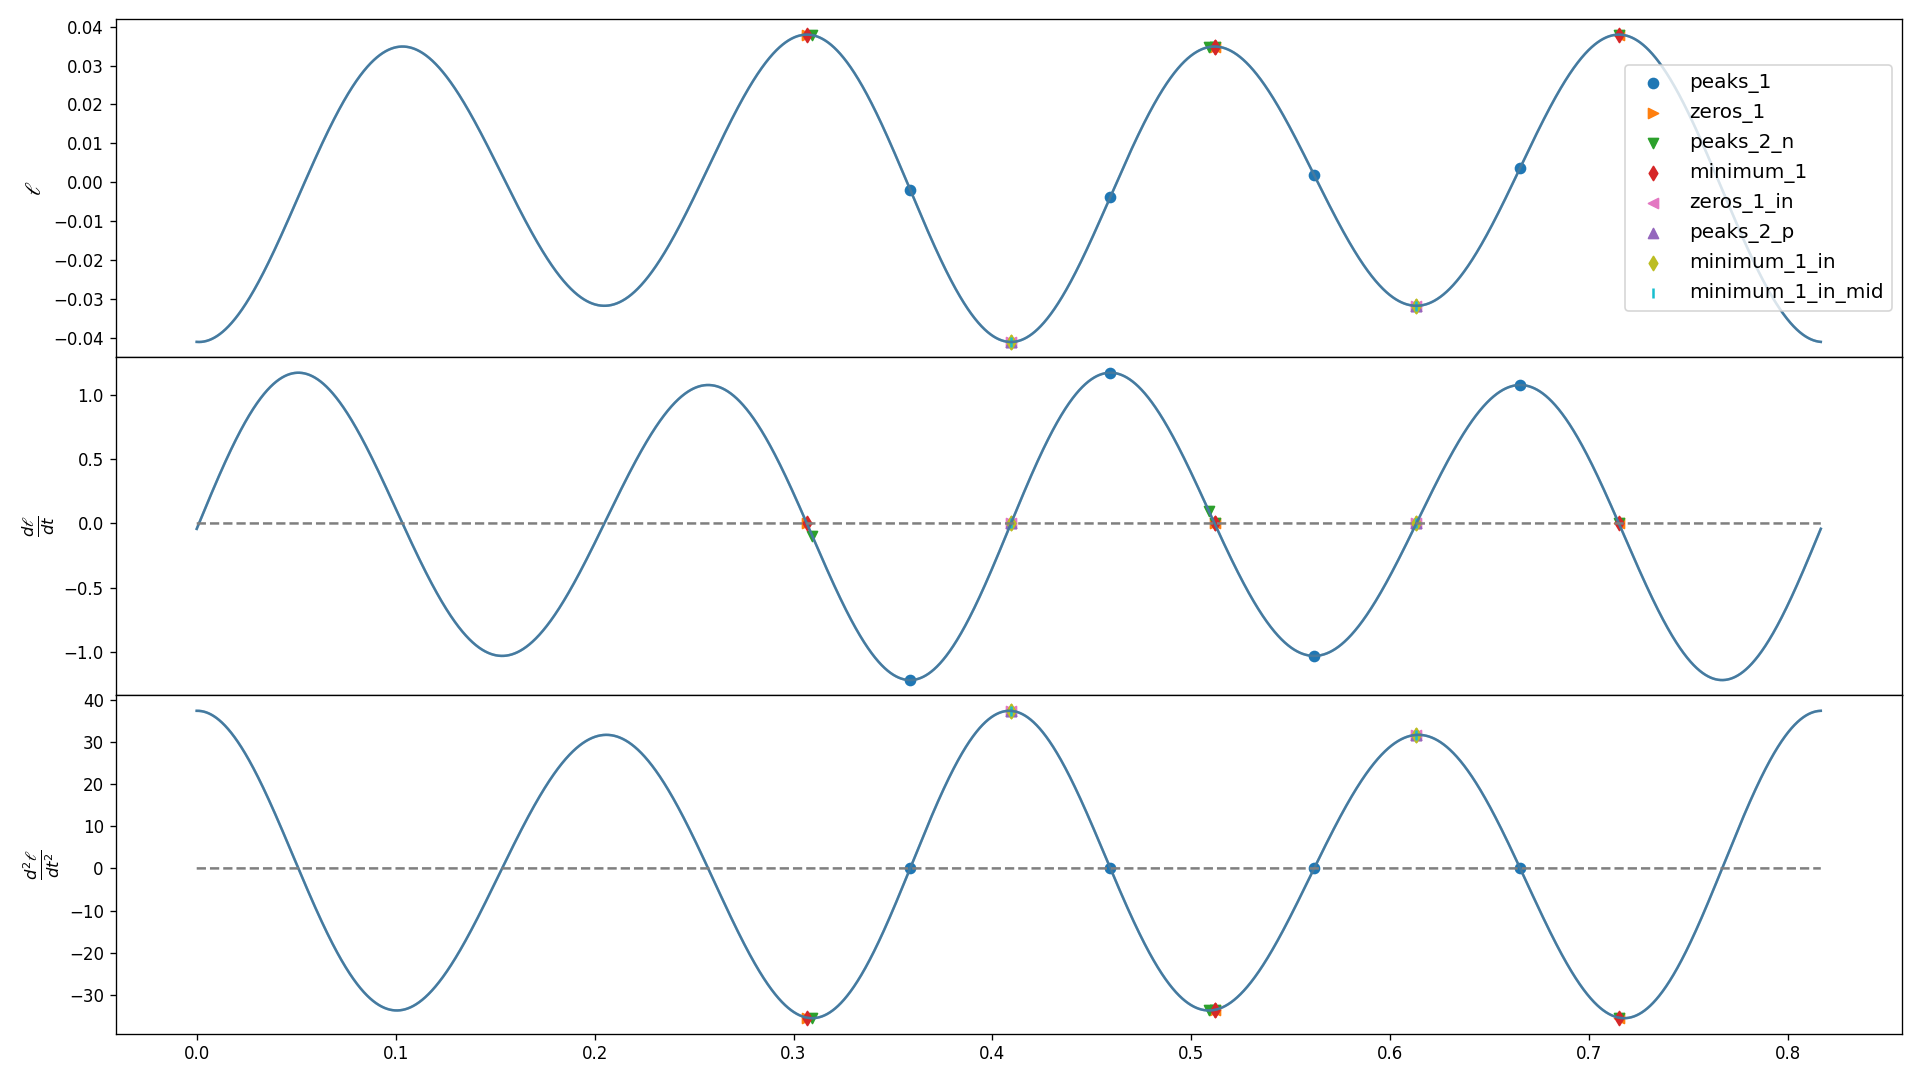 0.04
0.03
0.02
0.01
0.00
−0.01
−0.02
−0.03
−0.04
ℓ
peaks_1
zeros_1
peaks_2_n
minimum_1
zeros_1_in
peaks_2_p
minimum_1_in
minimum_1_in_mid
1.0
0.5
0.0
−0.5
−1.0
dℓ
dt
40
30
20
10
0
−10
−20
−30
d²ℓ
dt²
0.0 0.1 0.2 0.3 0.4 0.5 0.6 0.7 0.8